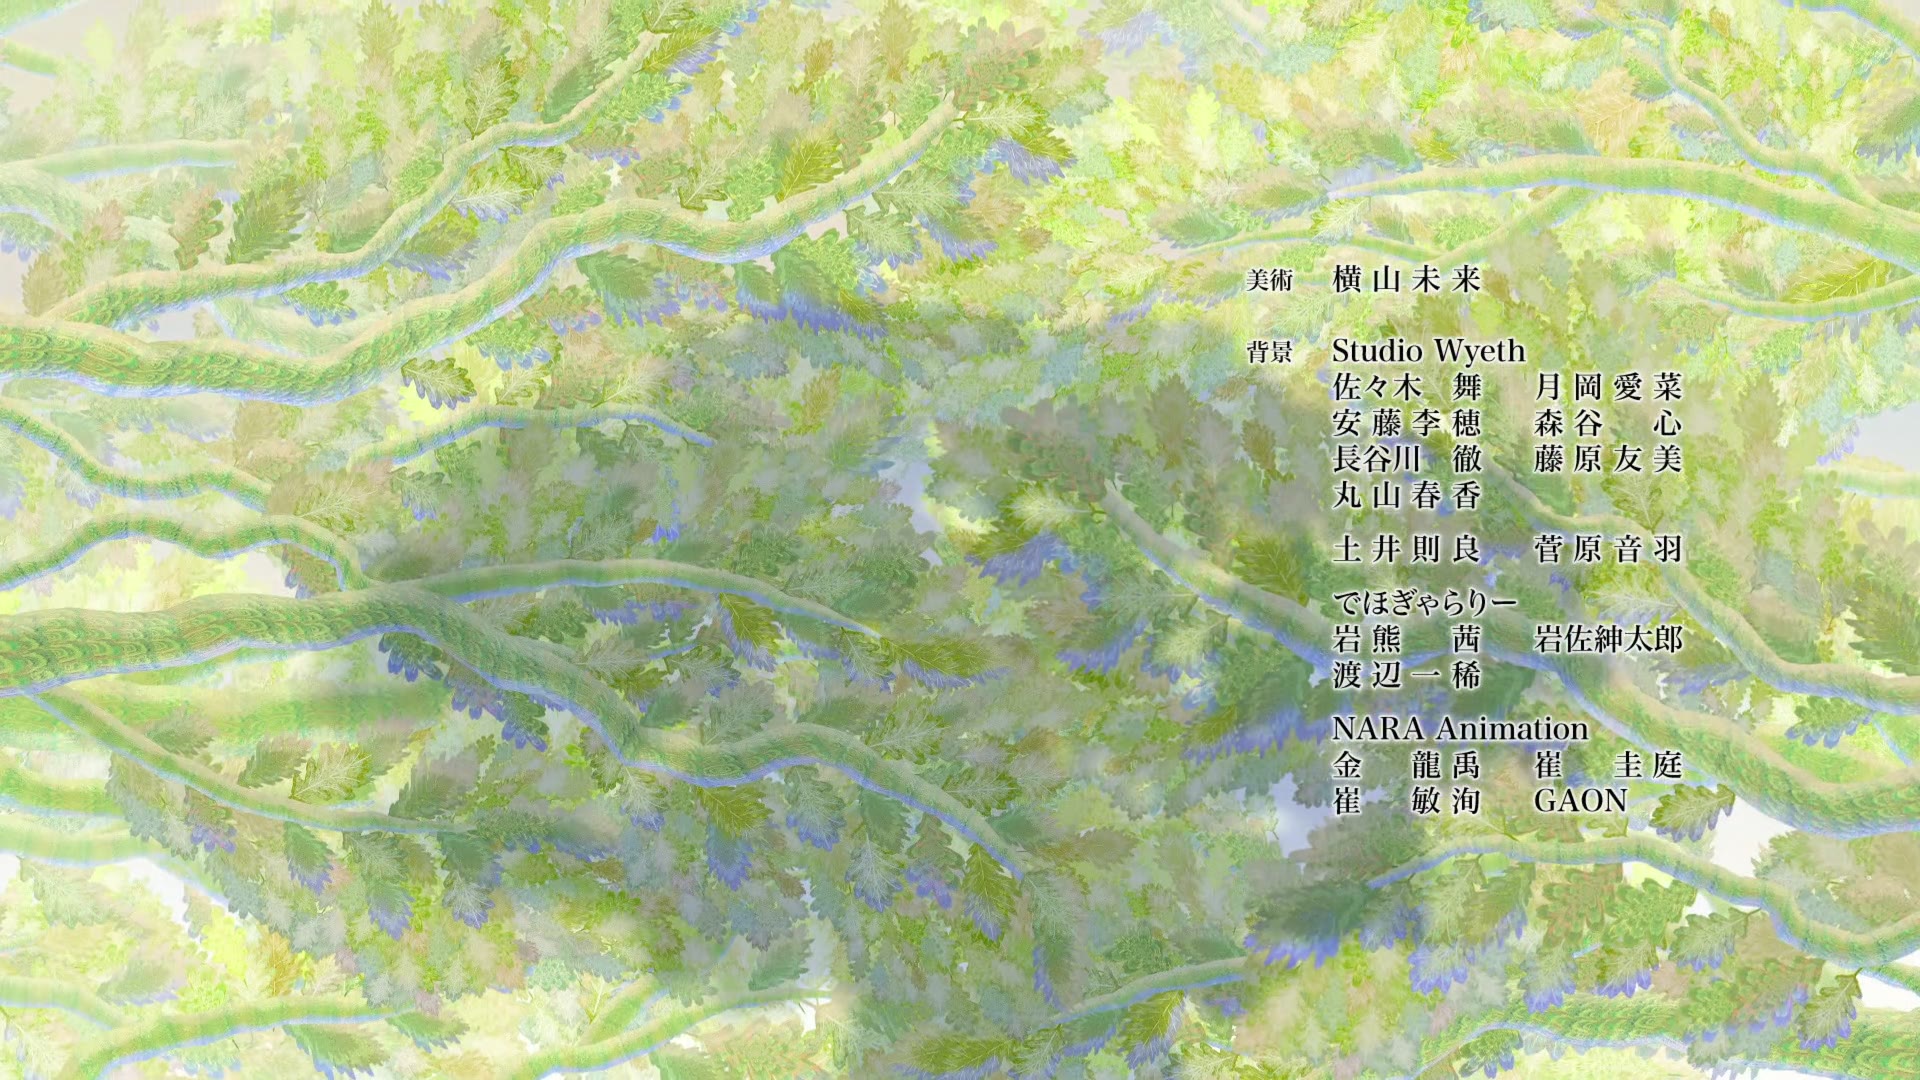 美術 横山未来
背景 Studio Wyeth
佐々木 舞 月岡愛菜
安藤李穂 森谷 心
長谷川 徹 藤原友美
丸山春香
土井則良 菅原音羽
でほぎゃらりー
岩熊 茜 岩佐紳太郎
渡辺一稀
NARA Animation
金 龍禹 崔 圭庭
崔 敏洵 GAON